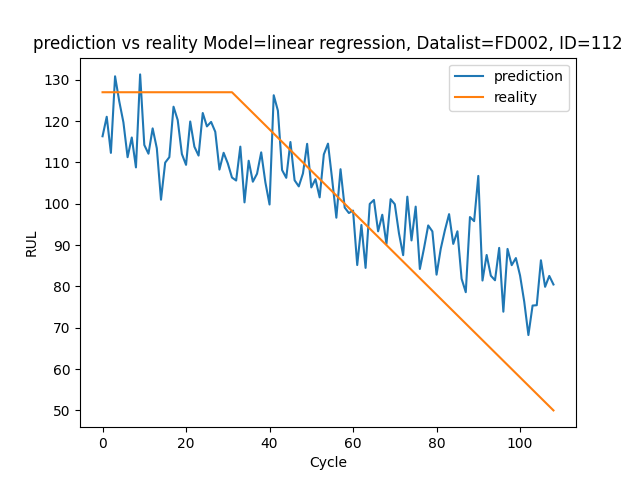 prediction vs reality Model=linear regression, Datalist=FD002, ID=112
prediction
reality
130
120
110
100
90
80
70
60
50
RUL
0 20 40 60 80 100
Cycle